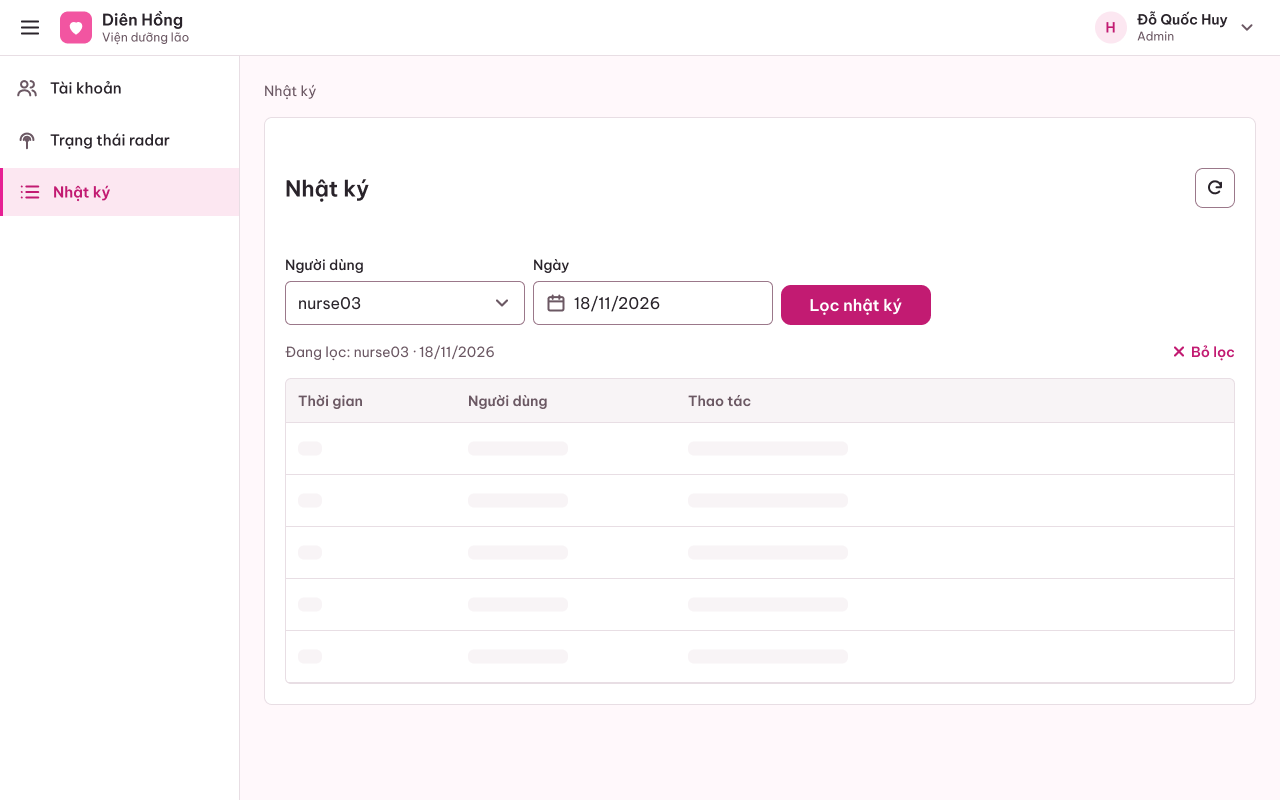 Diên Hồng
Viện dưỡng lão
H
Đỗ Quốc Huy
Admin
Tài khoản
Trạng thái radar
Nhật ký
Nhật ký
Nhật ký
Người dùng
Ngày
nurse03
18/11/2026
Lọc nhật ký
Đang lọc: nurse03 · 18/11/2026
Bỏ lọc
Thời gian
Người dùng
Thao tác